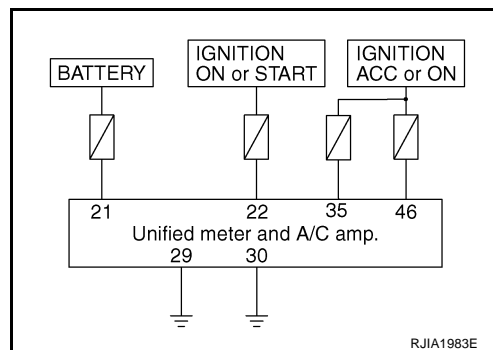 BATTERY
IGNITION
ON or START
IGNITION
ACC or ON
21 22 35 46
Unified meter and A/C amp.
29 30
RJIA1983E